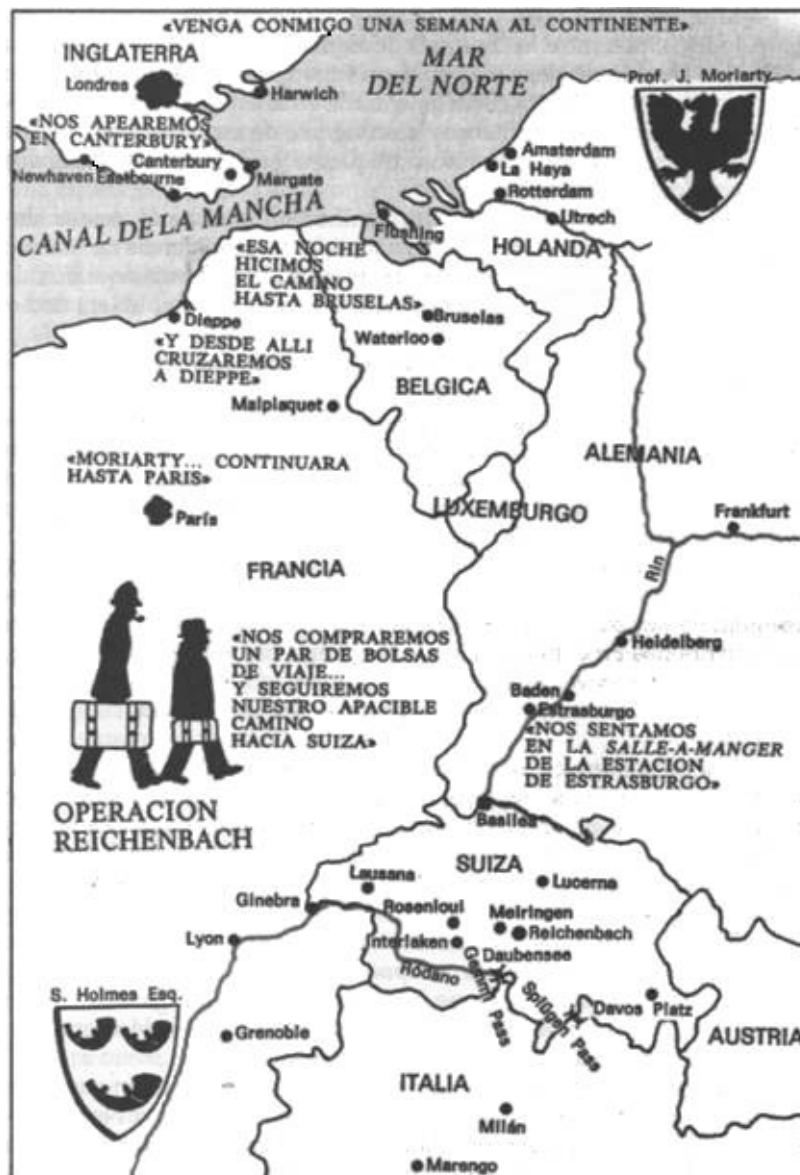 «VENGA CONMIGO UNA SEMANA AL CONTINENTE»
INGLATERRA
Londres
Harwich
MAR
DEL NORTE
Prof. J. Moriarty
«NOS APEAREMOS
EN CANTERBURY»
Canterbury
Newhaven
Eastbourne
Margate
Amsterdam
La Haya
Rotterdam
Utrech
CANAL DE LA MANCHA
Flushing
HOLANDA
«ESA NOCHE
HICIMOS
EL CAMINO
HASTA BRUSELAS»
Bruselas
Waterloo
Dieppe
«Y DESDE ALLI
CRUZAREMOS
A DIEPPE»
BELGICA
Malplaquet
ALEMANIA
«MORIARTY... CONTINUARA
HASTA PARIS»
París
LUXEMBURGO
Frankfurt
FRANCIA
Rin
Heidelberg
«NOS COMPRAREMOS
UN PAR DE BOLSAS
DE VIAJE...
Y SEGUIREMOS
NUESTRO APACIBLE
CAMINO
HACIA SUIZA»
Baden
Estrasburgo
«NOS SENTAMOS
EN LA SALLE-A-MANGER
DE LA ESTACION
DE ESTRASBURGO»
OPERACION
REICHENBACH
Basilea
SUIZA
Lausana
Lucerna
Ginebra
Rosenloui
Meiringen
Reichenbach
Lyon
Interlaken
Daubensee
Ródano
Gemmi Pass
Splügen Pass
Davos Platz
S. Holmes Esq.
AUSTRIA
Grenoble
ITALIA
Milán
Marengo